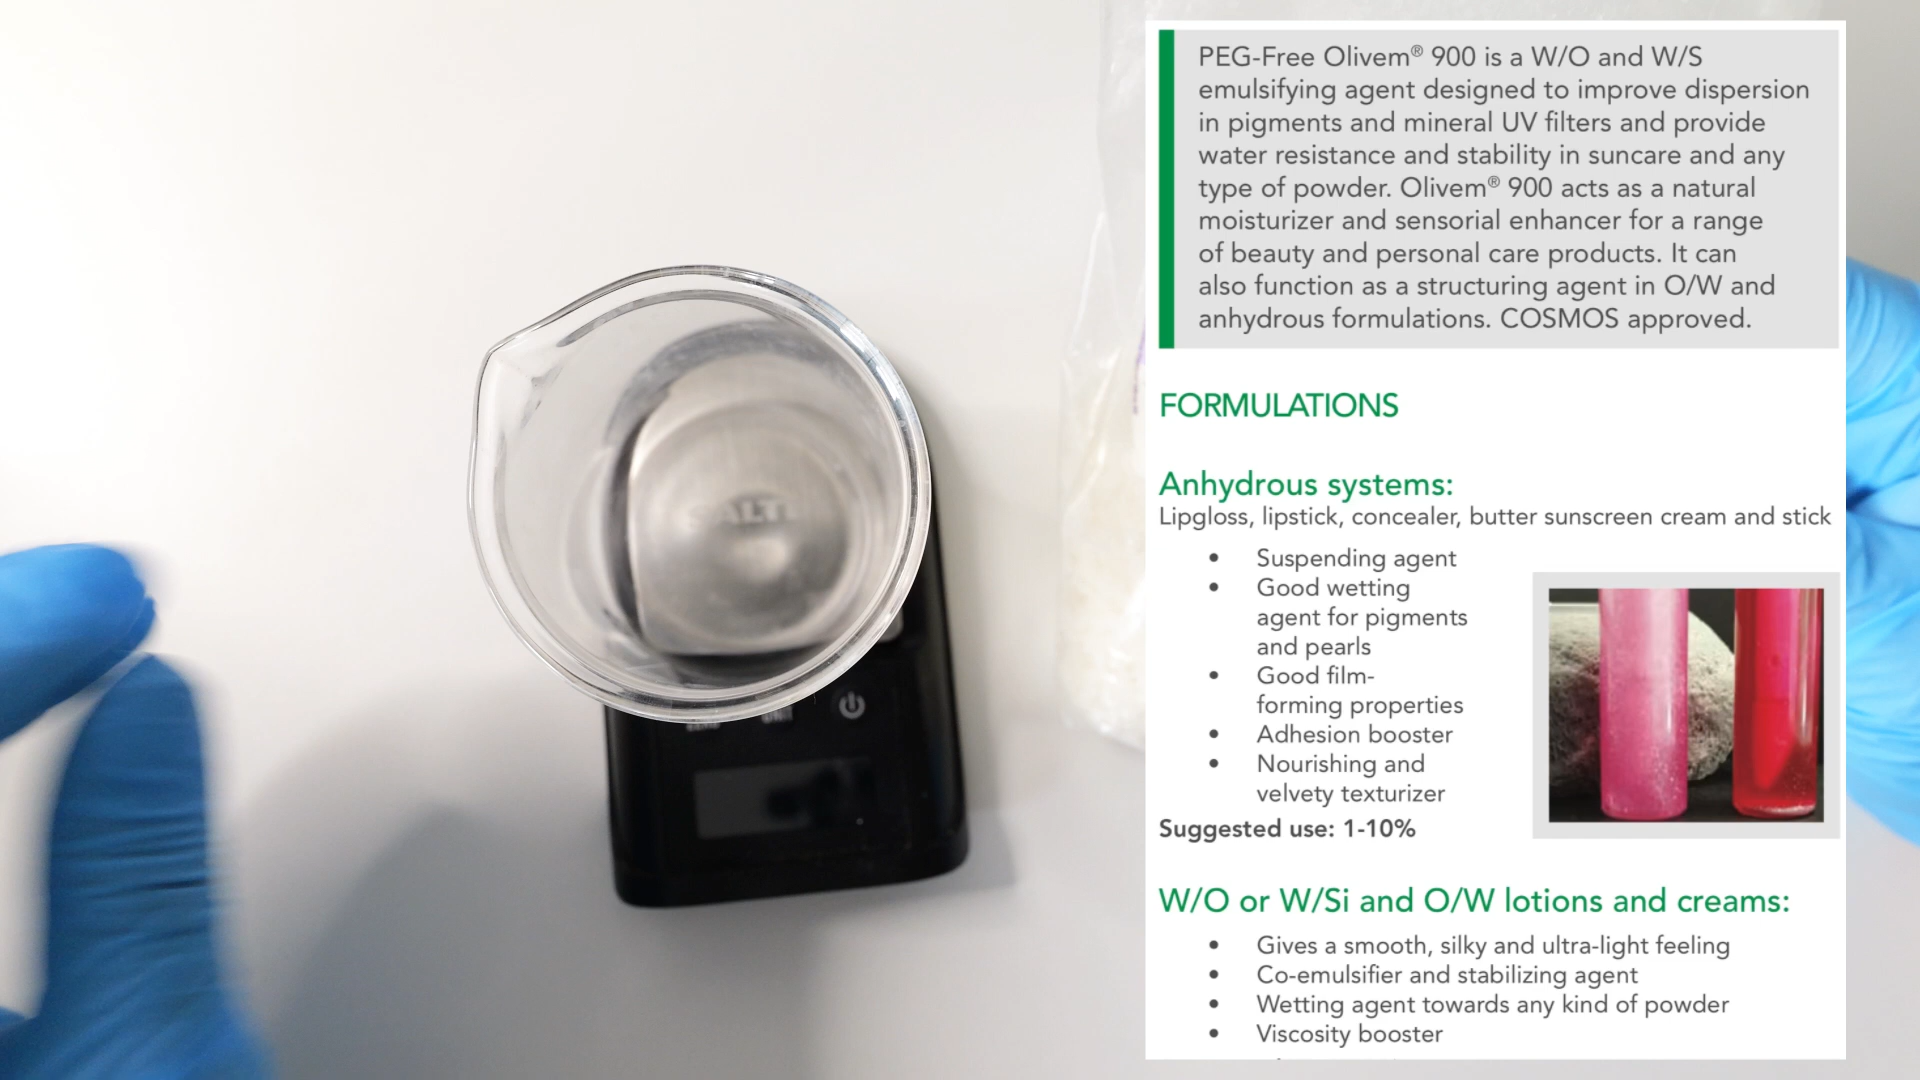 PEG-Free Olivem® 900 is a W/O and W/S
emulsifying agent designed to improve dispersion
in pigments and mineral UV filters and provide
water resistance and stability in suncare and any
type of powder. Olivem® 900 acts as a natural
moisturizer and sensorial enhancer for a range
of beauty and personal care products. It can
also function as a structuring agent in O/W and
anhydrous formulations. COSMOS approved.
FORMULATIONS
Anhydrous systems:
Lipgloss, lipstick, concealer, butter sunscreen cream and stick
• Suspending agent
• Good wetting
agent for pigments
and pearls
• Good film-
forming properties
• Adhesion booster
• Nourishing and
velvety texturizer
Suggested use: 1-10%
W/O or W/Si and O/W lotions and creams:
• Gives a smooth, silky and ultra-light feeling
• Co-emulsifier and stabilizing agent
• Wetting agent towards any kind of powder
• Viscosity booster